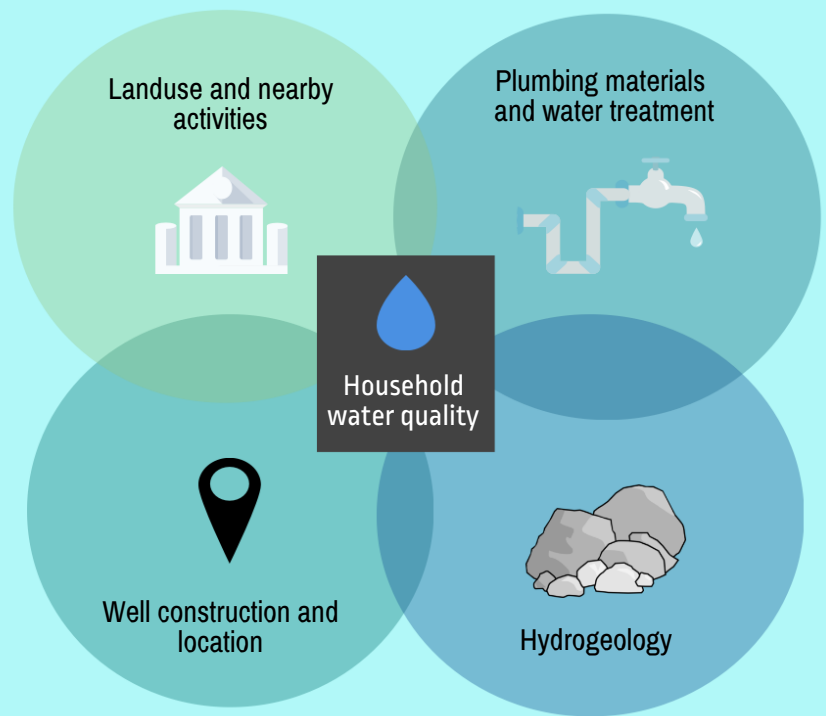 Landuse and nearby
activities
Plumbing materials
and water treatment
Household
water quality
Well construction and
location
Hydrogeology